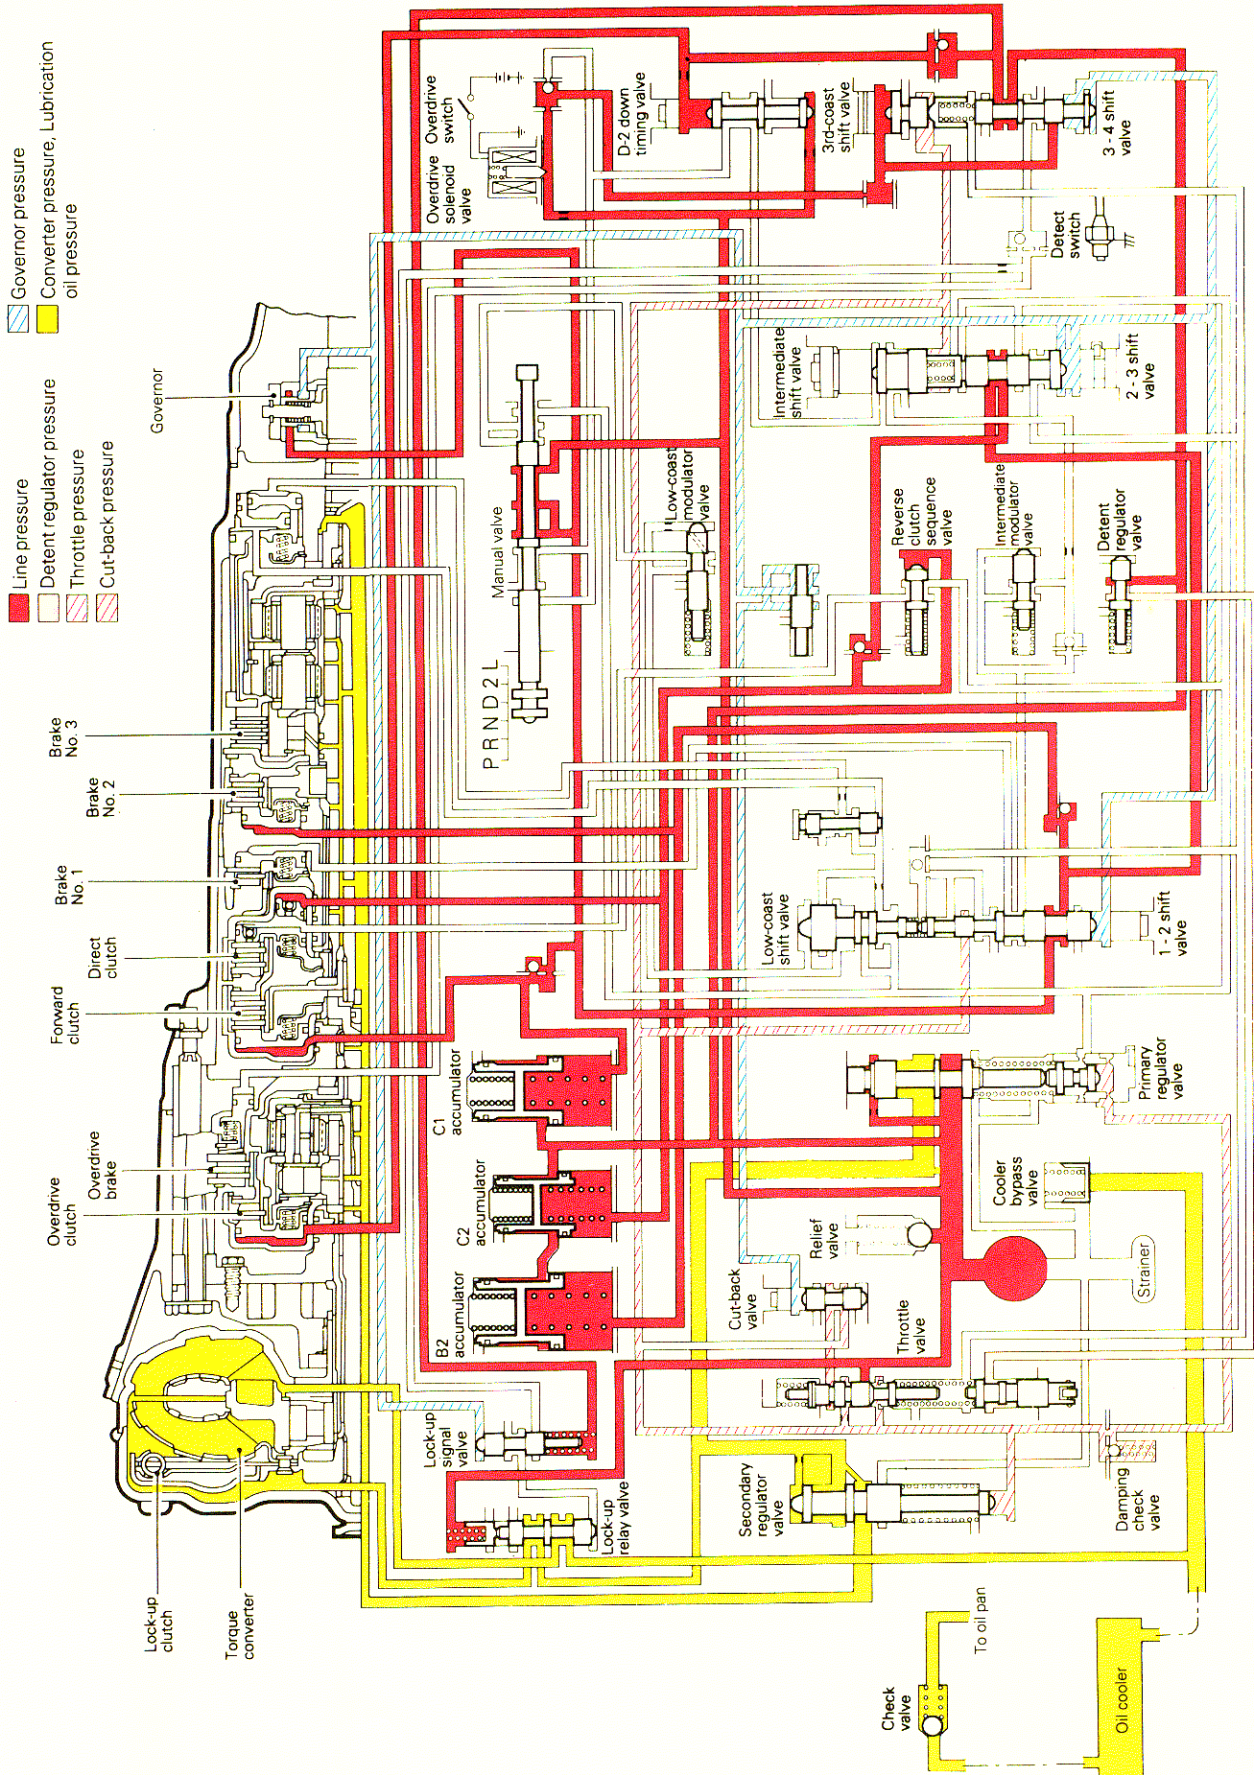 Line pressure
Detent regulator pressure
Throttle pressure
Cut-back pressure
Governor pressure
Converter pressure, Lubrication
oil pressure
Lock-up
clutch
Torque
converter
Overdrive
clutch
Overdrive
brake
Forward
clutch
Direct
clutch
Brake
No. 1
Brake
No. 2
Brake
No. 3
Governor
Lock-up
relay valve
Lock-up
signal
valve
B2
accumulator
C2
accumulator
C1
accumulator
P R N D 2 L
Manual valve
Overdrive
solenoid
valve
Overdrive
switch
D-2 down
timing valve
Low-coast
modulator
valve
Secondary
regulator
valve
Cut-back
valve
Relief
valve
Throttle
valve
Low-coast
shift valve
Reverse
clutch
sequence
valve
Intermediate
shift valve
3rd-coast
shift valve
Intermediate
modulator
valve
Detent
regulator
valve
Detect
switch
Check
valve
To oil pan
Oil cooler
Damping
check
valve
Strainer
Cooler
bypass
valve
Primary
regulator
valve
1 - 2 shift
valve
2 - 3 shift
valve
3 - 4 shift
valve